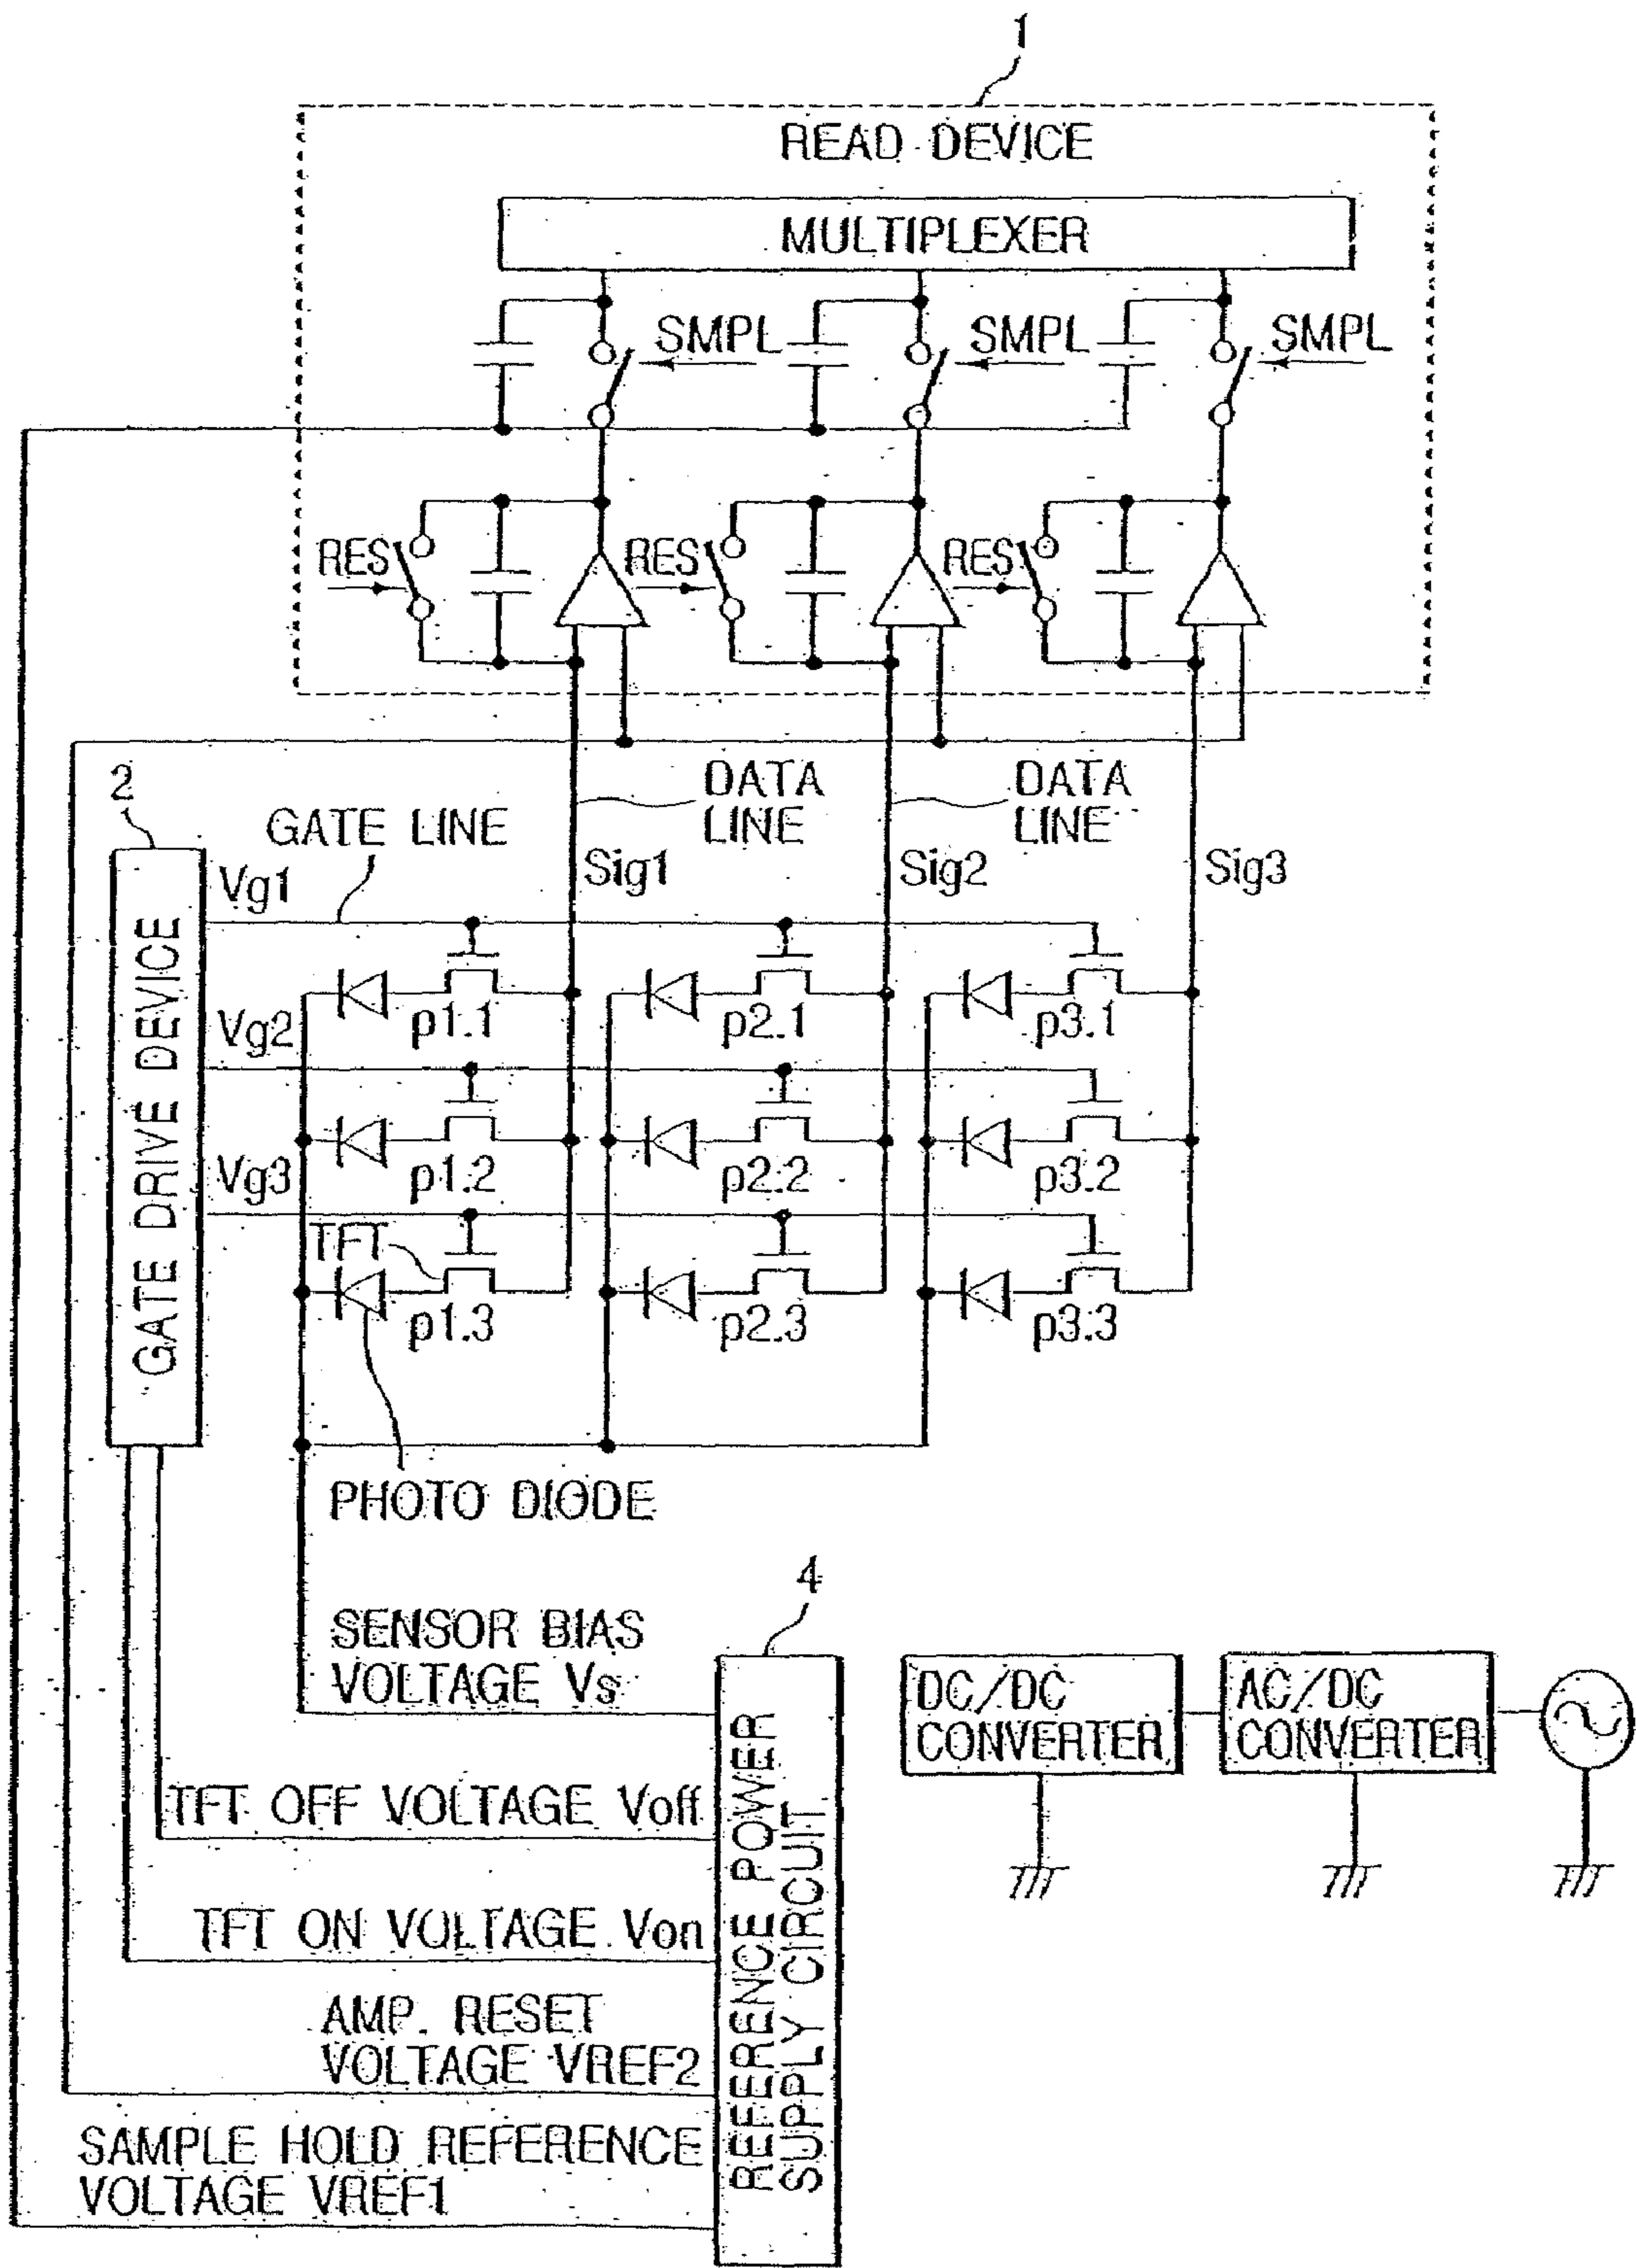 1
READ DEVICE
MULTIPLEXER
SMPL
SMPL
SMPL
RES
RES
RES
2
GATE LINE
DATA
LINE
DATA
LINE
Sig1
Sig2
Sig3
Vg1
p1.1
p2.1
p3.1
Vg2
p1.2
p2.2
p3.2
Vg3
TFT
p1.3
p2.3
p3.3
GATE DRIVE DEVICE
PHOTO DIODE
4
SENSOR BIAS
VOLTAGE Vs
DC/DC
CONVERTER
AC/DC
CONVERTER
TFT OFF VOLTAGE Voff
TFT ON VOLTAGE Von
AMP. RESET
VOLTAGE VREF2
SAMPLE HOLD REFERENCE
VOLTAGE VREF1
REFERENCE POWER
SUPPLY CIRCUIT